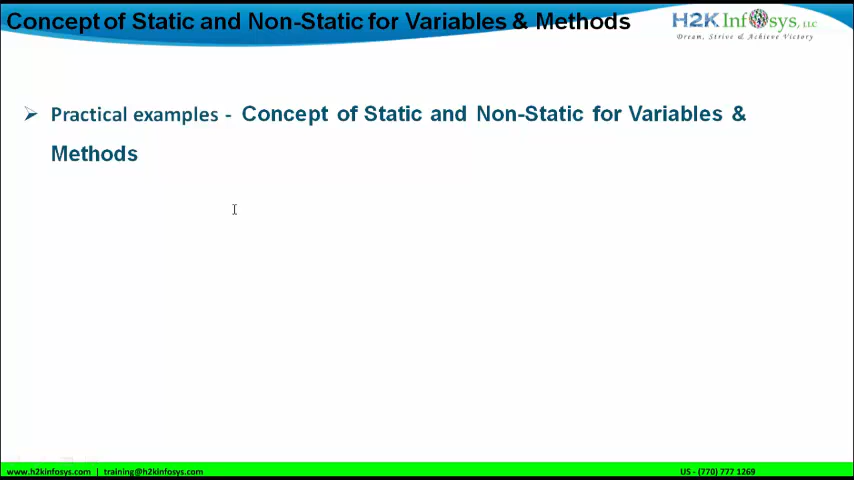 Concept of Static and Non-Static for Variables & Methods
H2K Infosys, LLC
Dream, Strive & Achieve Victory
Practical examples - Concept of Static and Non-Static for Variables &
Methods
www.h2kinfosys.com | training@h2kinfosys.com
US - (770) 777 1269